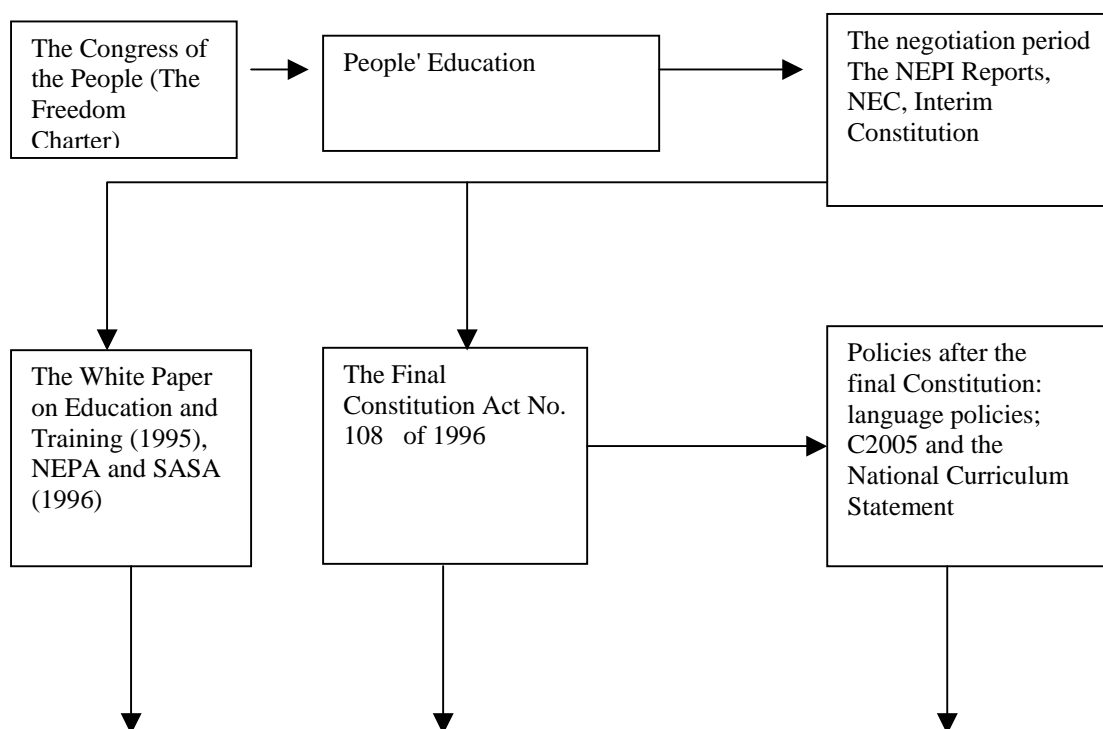 The Congress of
the People (The
Freedom
Charter)
People' Education
The negotiation period
The NEPI Reports,
NEC, Interim
Constitution
The White Paper
on Education and
Training (1995),
NEPA and SASA
(1996)
The Final
Constitution Act No.
108 of 1996
Policies after the
final Constitution:
language policies;
C2005 and the
National Curriculum
Statement